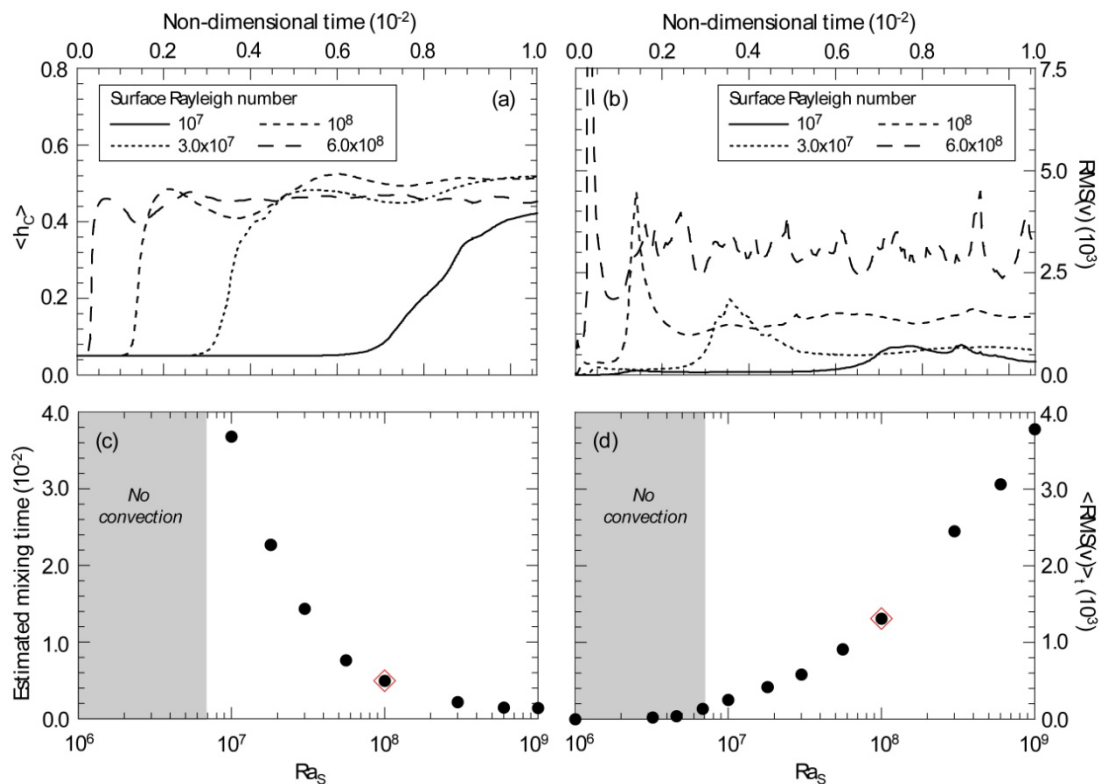 Non-dimensional time (10-2)
0.0 0.2 0.4 0.6 0.8 1.0
0.8
0.6
0.4
0.2
0.0
<hC>
(a)
Surface Rayleigh number
10⁷
10⁸
3.0x10⁷
6.0x10⁸
Non-dimensional time (10-2)
0.0 0.2 0.4 0.6 0.8 1.0
(b)
Surface Rayleigh number
10⁷
10⁸
3.0x10⁷
6.0x10⁸
7.5
5.0
2.5
0.0
RMS(v) (10³)
(c)
No
convection
4.0
3.0
2.0
1.0
0.0
Estimated mixing time (10-2)
10⁶ 10⁷ 10⁸ 10⁹
RaS
(d)
No
convection
4.0
3.0
2.0
1.0
0.0
<RMS(v)>t (10³)
10⁶ 10⁷ 10⁸ 10⁹
RaS